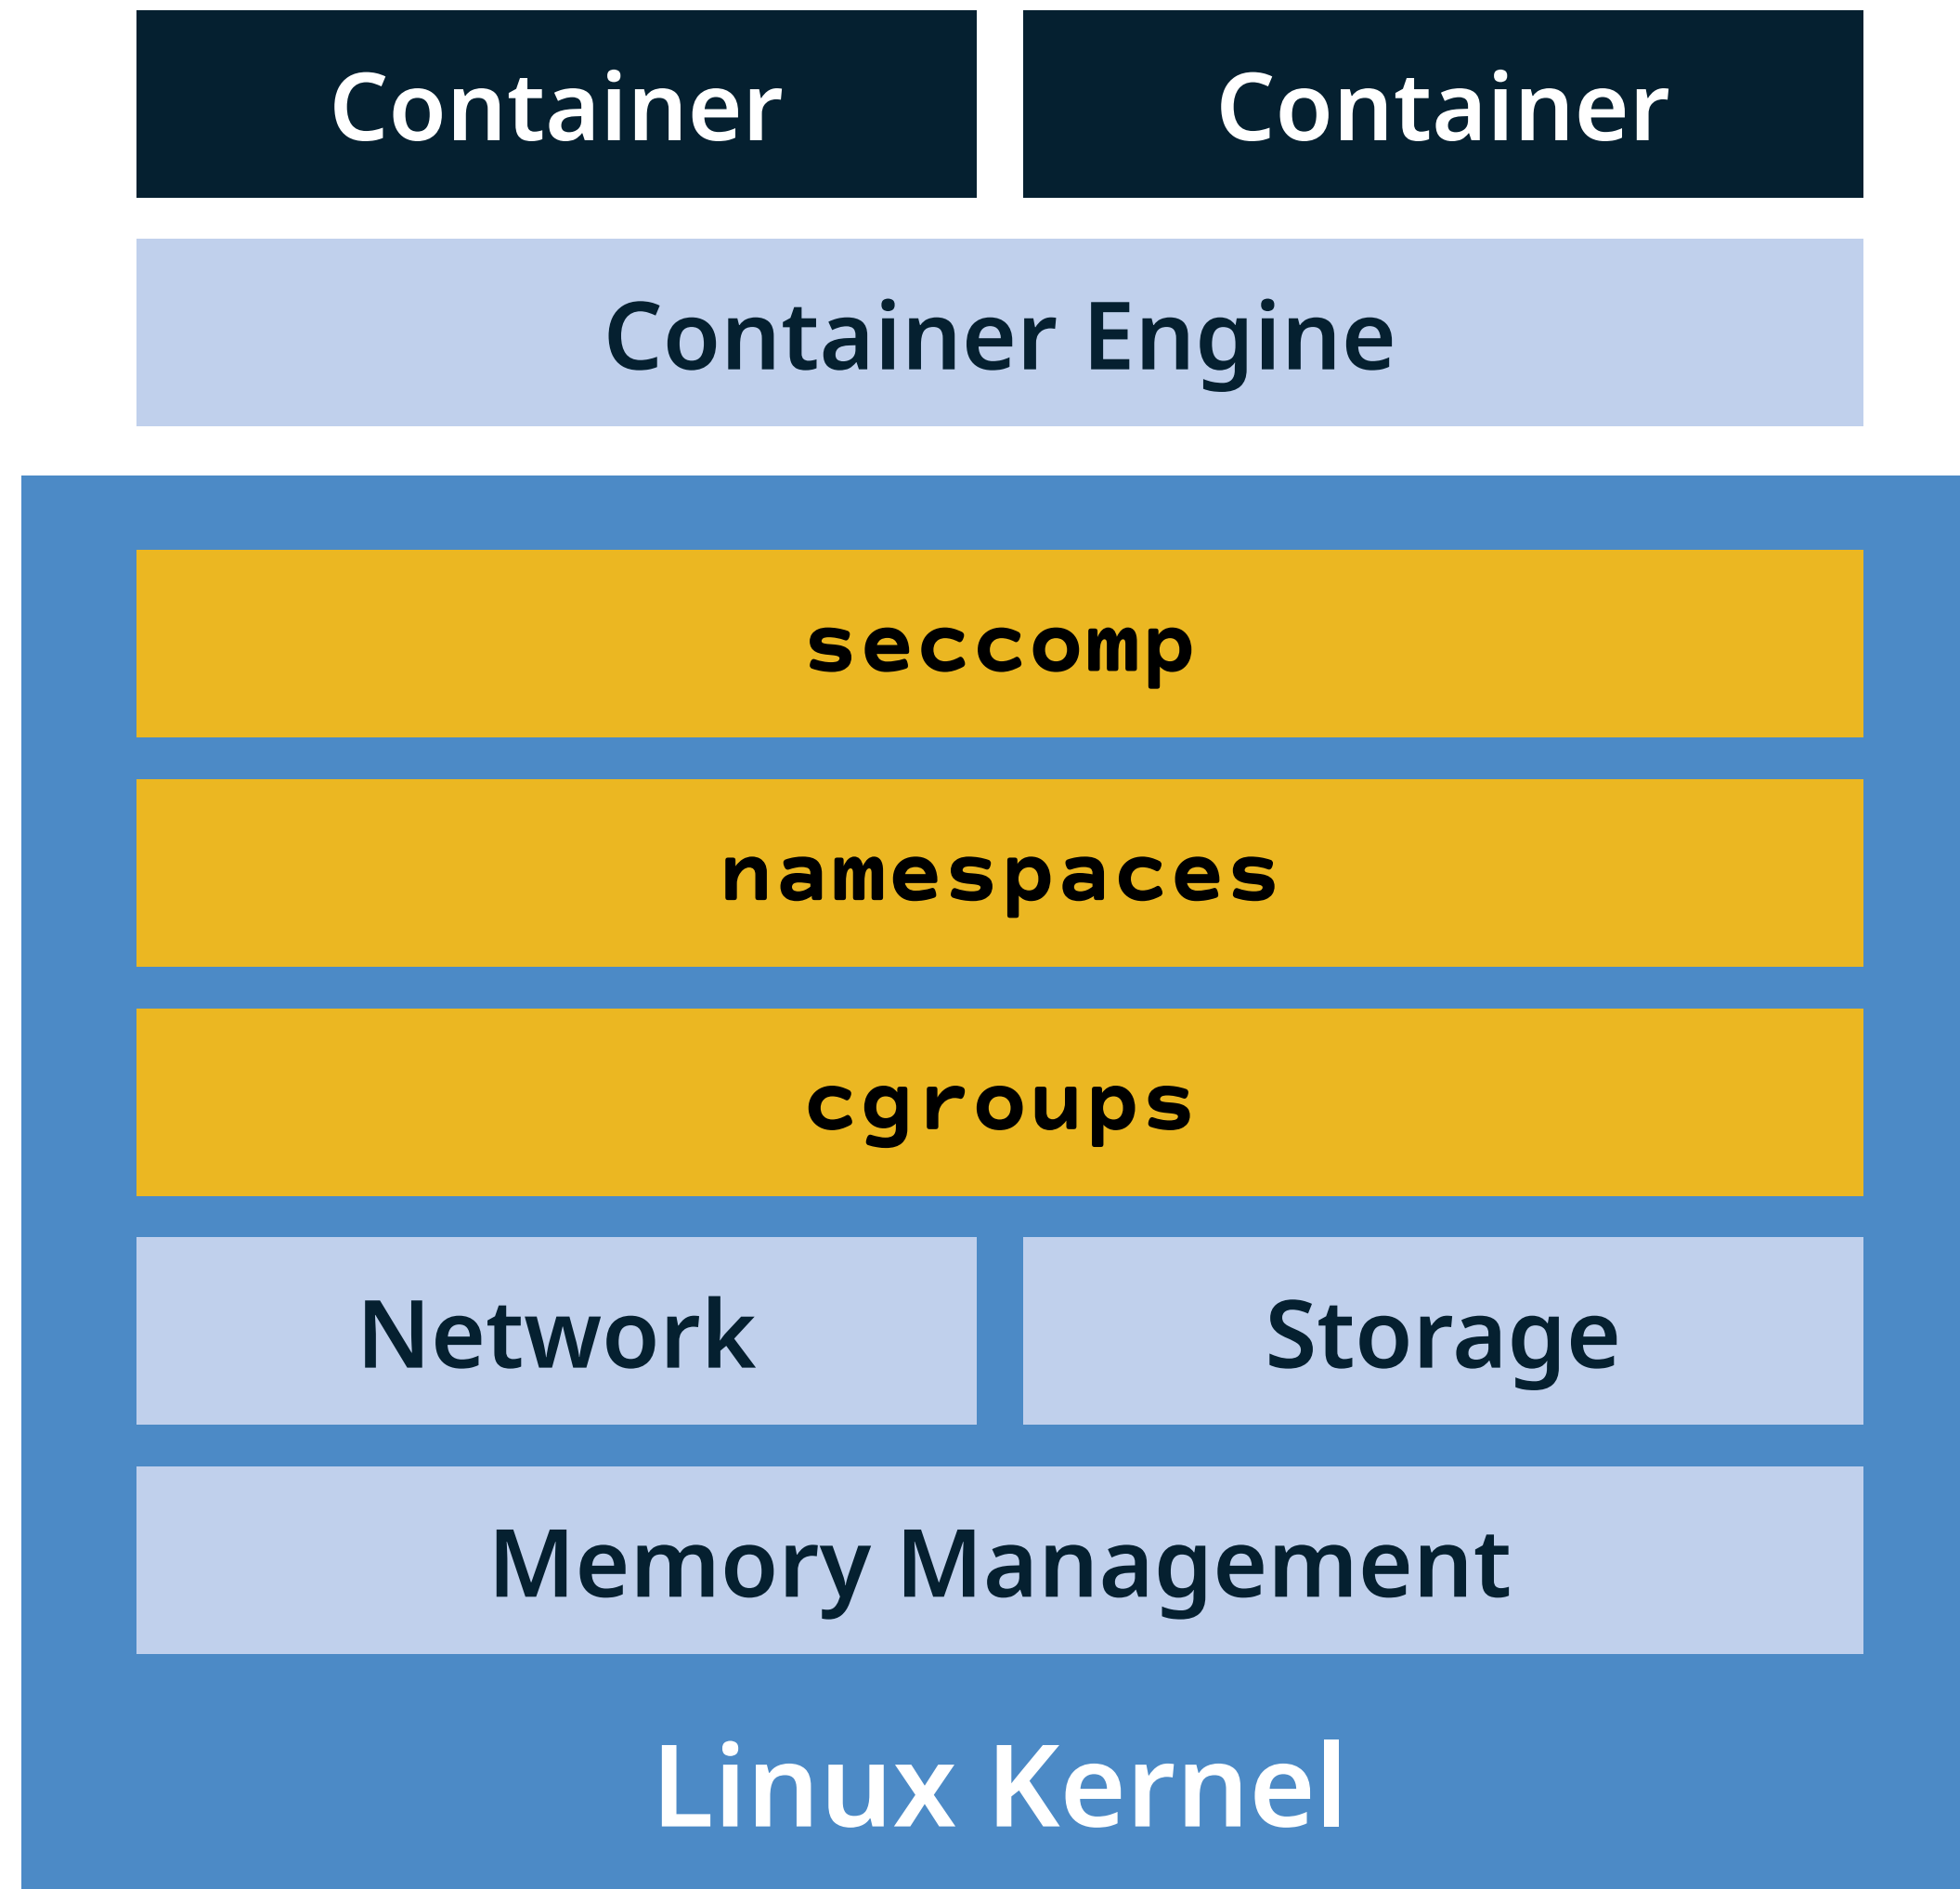 Container
Container
Container Engine
seccomp
namespaces
cgroups
Network
Storage
Memory Management
Linux Kernel